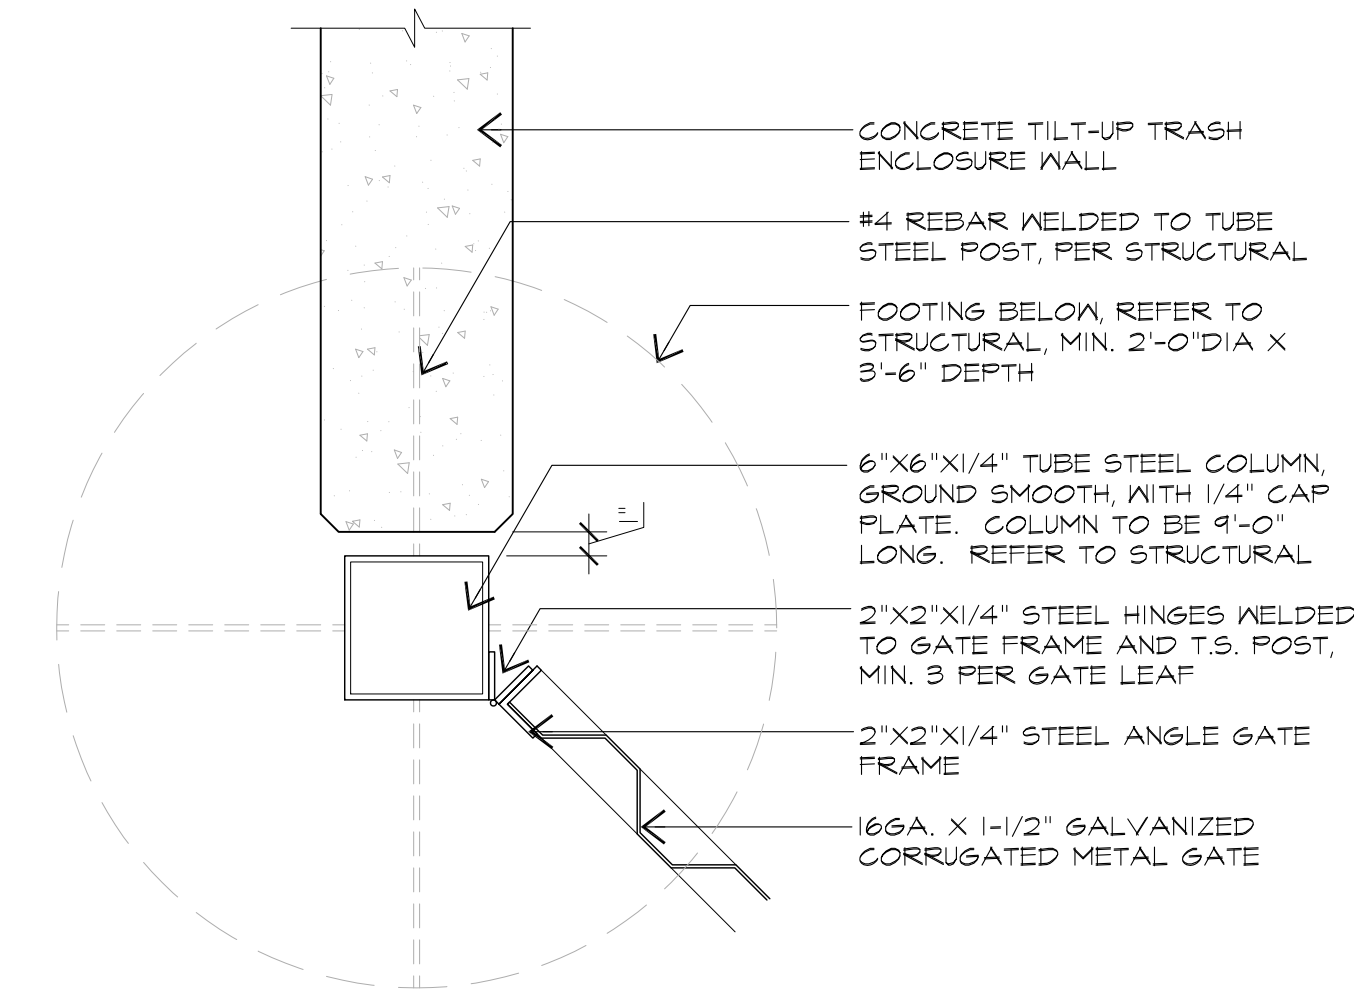 CONCRETE TILT-UP TRASH
ENCLOSURE WALL
#4 REBAR WELDED TO TUBE
STEEL POST, PER STRUCTURAL
FOOTING BELOW, REFER TO
STRUCTURAL, MIN. 2'-0"DIA X
3'-6" DEPTH
6"X6"X1/4" TUBE STEEL COLUMN,
GROUND SMOOTH, WITH 1/4" CAP
PLATE. COLUMN TO BE 9'-0"
LONG. REFER TO STRUCTURAL
1"
2"X2"X1/4" STEEL HINGES WELDED
TO GATE FRAME AND T.S. POST,
MIN. 3 PER GATE LEAF
2"X2"X1/4" STEEL ANGLE GATE
FRAME
16GA. X 1-1/2" GALVANIZED
CORRUGATED METAL GATE